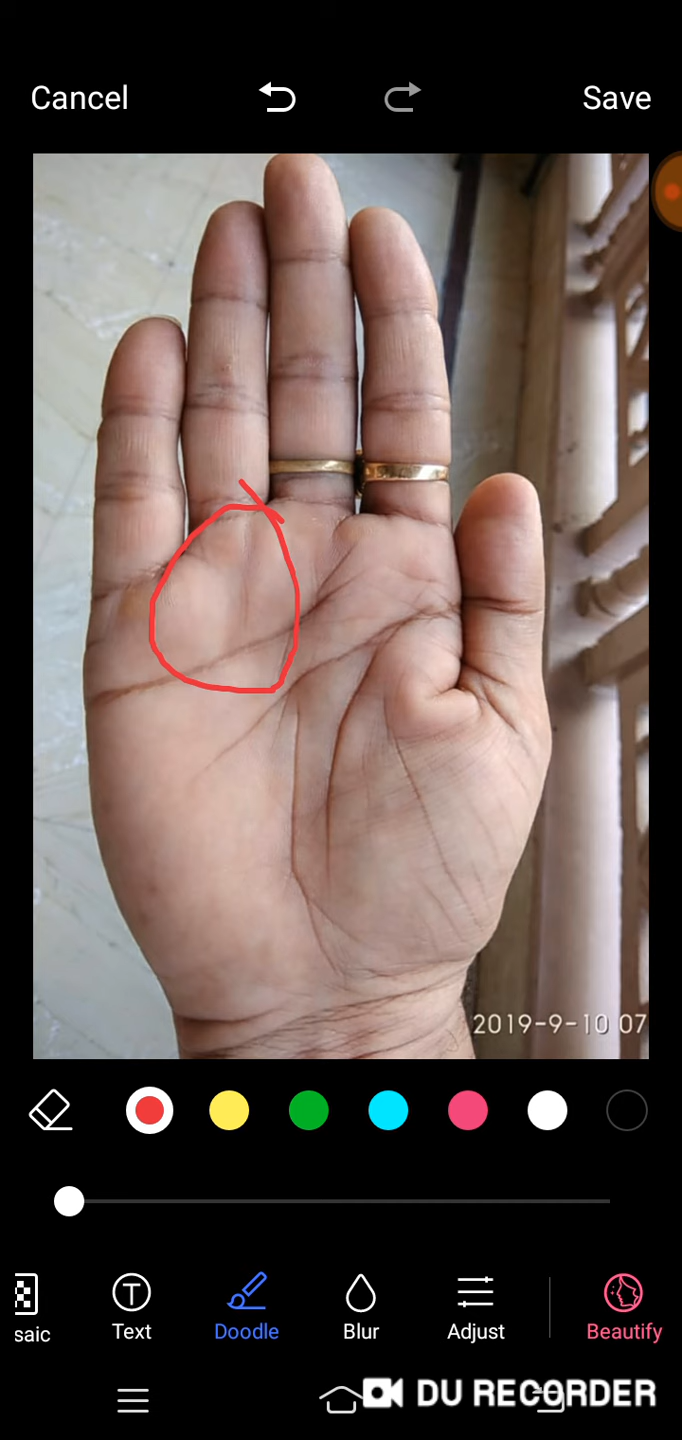 Cancel
Save
2019-9-10 07
saic
Text
Doodle
Blur
Adjust
Beautify
DU RECORDER